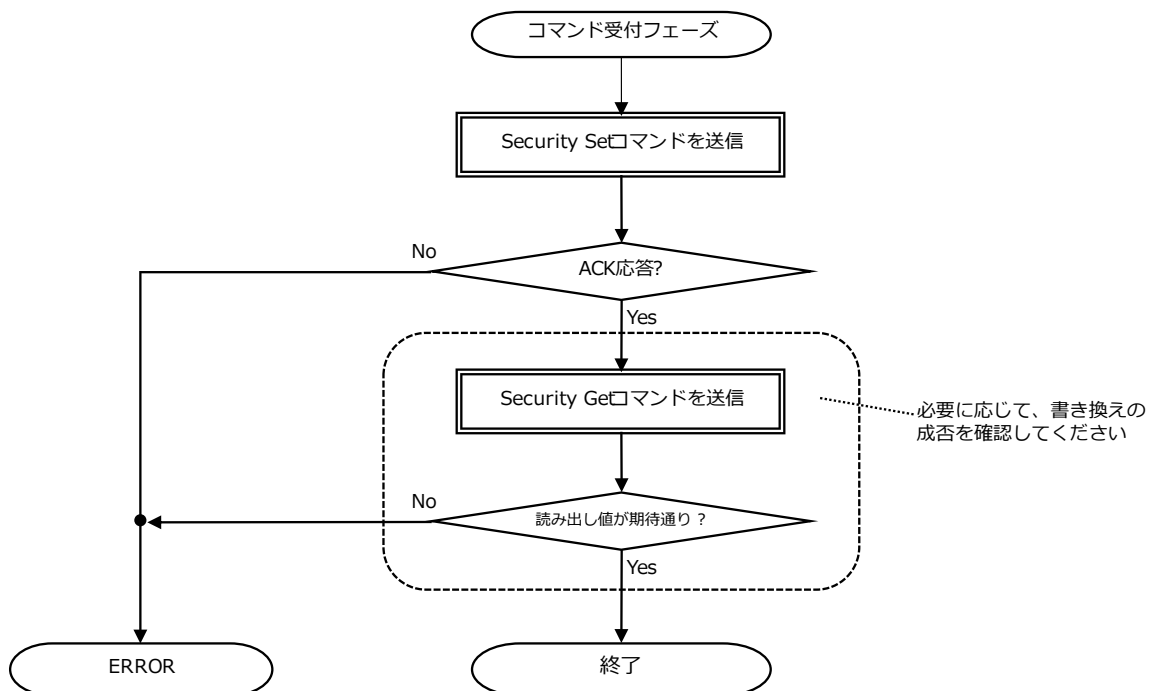 コマンド受付フェーズ
Security Setコマンドを送信
No
ACK応答?
Yes
Security Getコマンドを送信
必要に応じて、書き換えの
成否を確認してください
No
読み出し値が期待通り ?
Yes
ERROR
終了